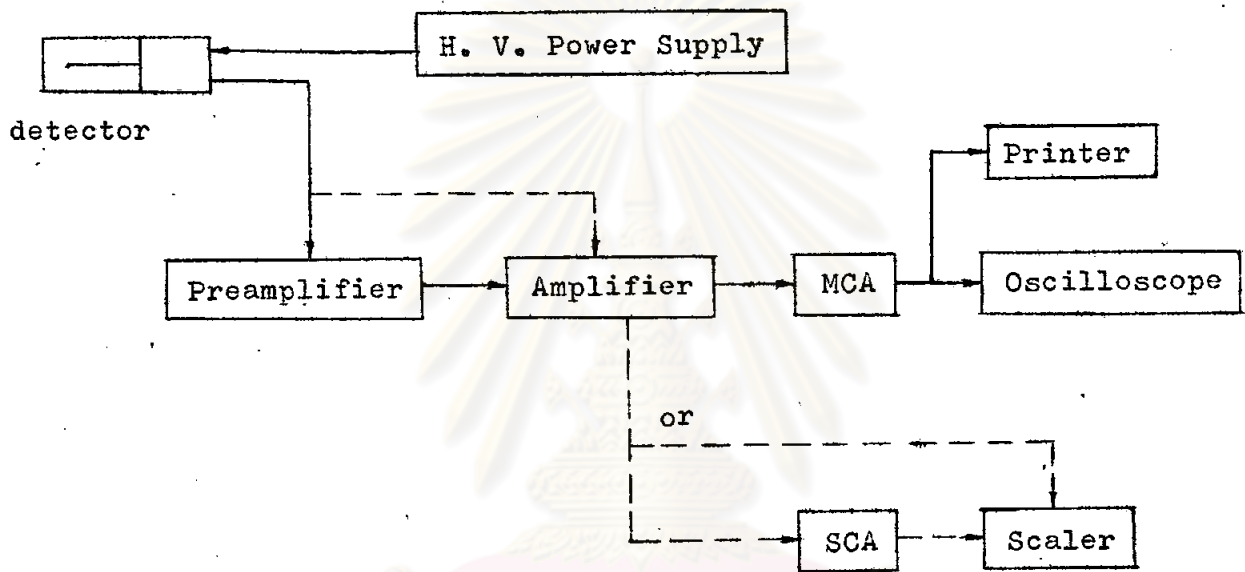 H. V. Power Supply
detector
Printer
Preamplifier
Amplifier
MCA
Oscilloscope
or
SCA
Scaler